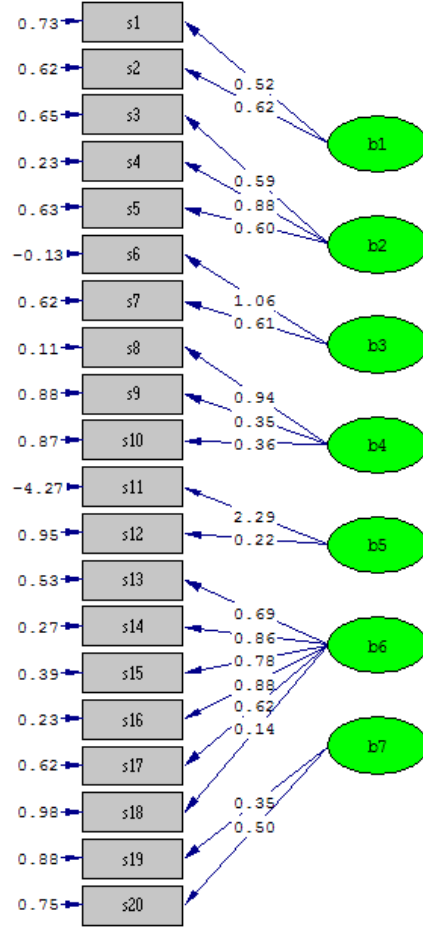 0.73 s1
0.62 s2
0.52
0.62
0.65 s3
b1
0.23 s4
0.59
0.88
0.63 s5
0.60
b2
-0.13 s6
0.62 s7
1.06
0.61
b3
0.11 s8
0.88 s9
0.94
0.35
0.87 s10
0.36
b4
-4.27 s11
2.29
0.95 s12
0.22
b5
0.53 s13
0.69
0.27 s14
0.86
b6
0.39 s15
0.78
0.88
0.23 s16
0.62
0.14
b7
0.62 s17
0.98 s18
0.35
0.50
0.88 s19
0.75 s20